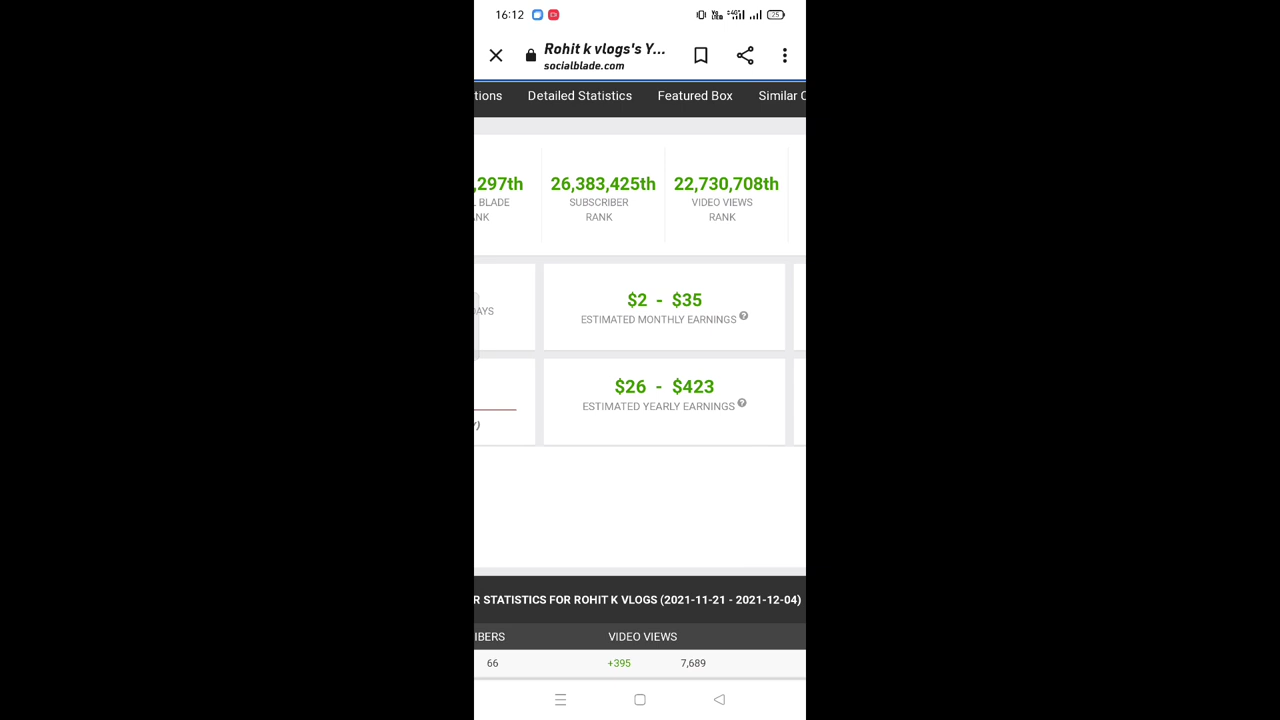 16:12 25
Rohit k vlogs's Y...
socialblade.com
tions Detailed Statistics Featured Box Similar C
,297th 26,383,425th 22,730,708th
BLADE SUBSCRIBER VIDEO VIEWS
NK RANK RANK
$2 - $35
AYS
ESTIMATED MONTHLY EARNINGS ?
$26 - $423
ESTIMATED YEARLY EARNINGS ?
)
R STATISTICS FOR ROHIT K VLOGS (2021-11-21 - 2021-12-04)
IBERS VIDEO VIEWS
66 +395 7,689